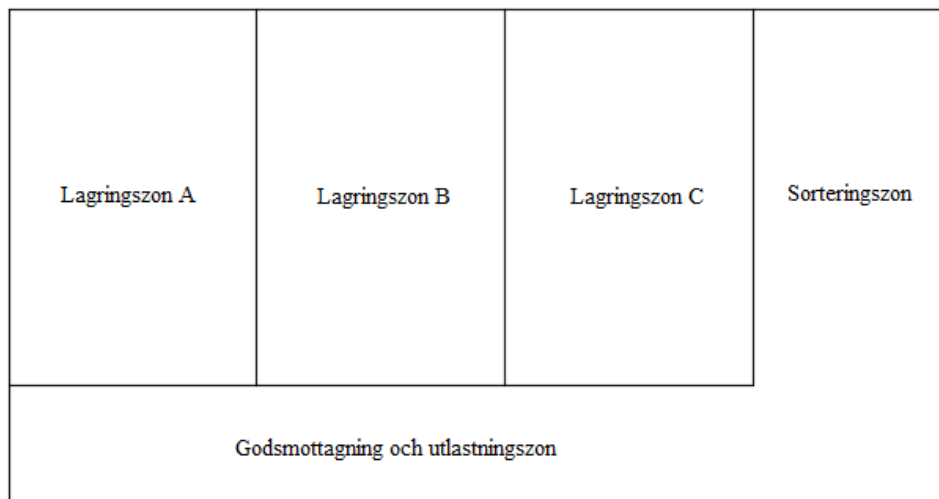 Lagringszon A
Lagringszon B
Lagringszon C
Sorteringszon
Godsmottagning och utlastningszon